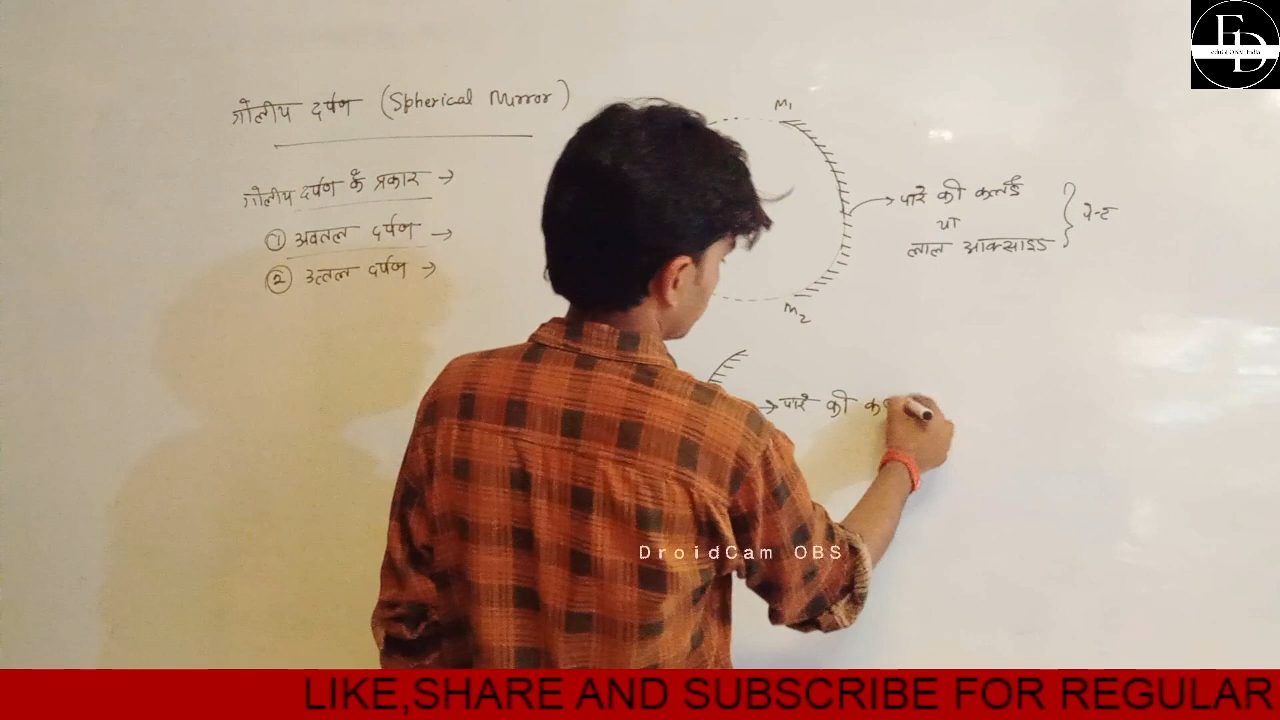 गोलीय दर्पण (Spherical Mirror)
गोलीय दर्पण के प्रकार →
① अवतल दर्पण →
② उत्तल दर्पण →
M1
→ पारे की कलई
या
लाल आक्साइड
} पेन्ट
M2
→ पारे की क
DroidCam OBS
ED
LIKE,SHARE AND SUBSCRIBE FOR REGULAR